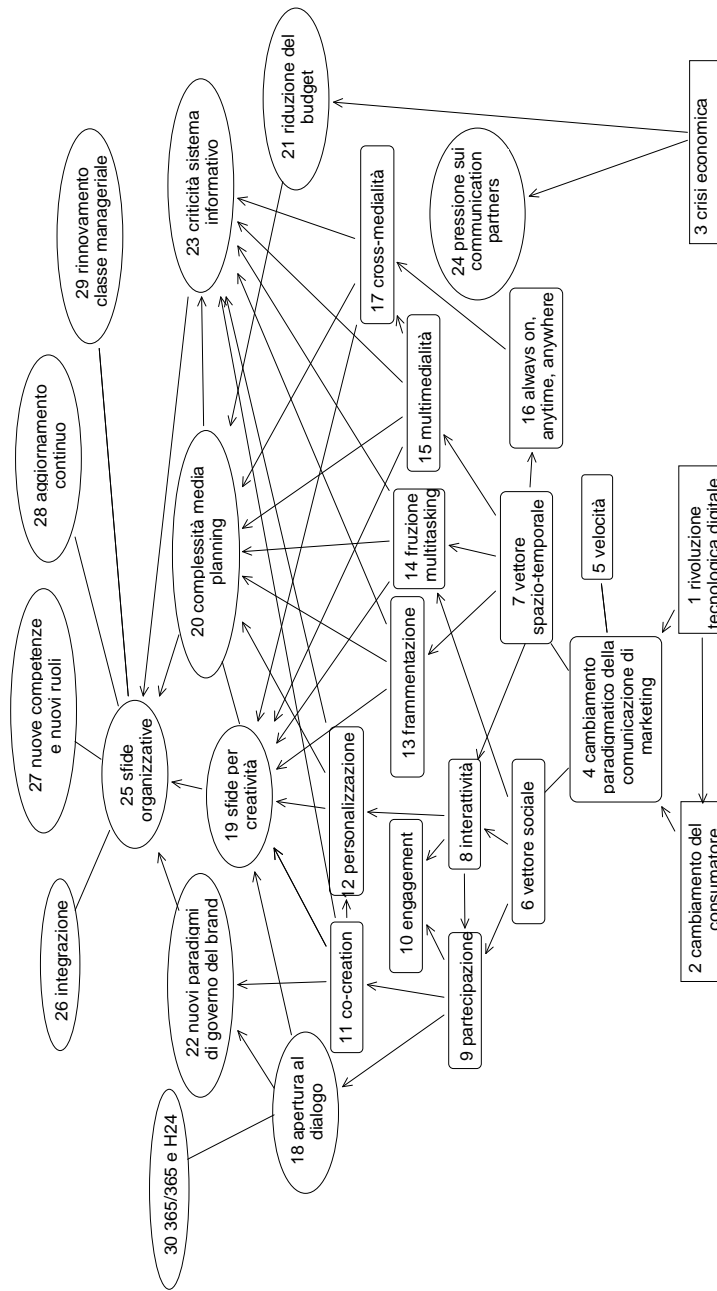 26 integrazione
27 nuove competenze
e nuovi ruoli
28 aggiornamento
continuo
29 rinnovamento
classe manageriale
30 365/365 e H24
22 nuovi paradigmi
di governo del brand
25 sfide
organizzative
18 apertura al
dialogo
19 sfide per
creatività
20 complessità media
planning
23 criticità sistema
informativo
21 riduzione del
budget
11 co-creation
12 personalizzazione
10 engagement
13 frammentazione
14 fruzione
multitasking
15 multimedialità
17 cross-medialità
24 pressione sui
communication
partners
9 partecipazione
8 interattività
6 vettore sociale
7 vettore
spazio-temporale
16 always on,
anytime, anywhere
4 cambiamento
paradigmatico della
comunicazione di
marketing
5 velocità
2 cambiamento del
consumatore
1 rivoluzione
tecnologica digitale
3 crisi economica